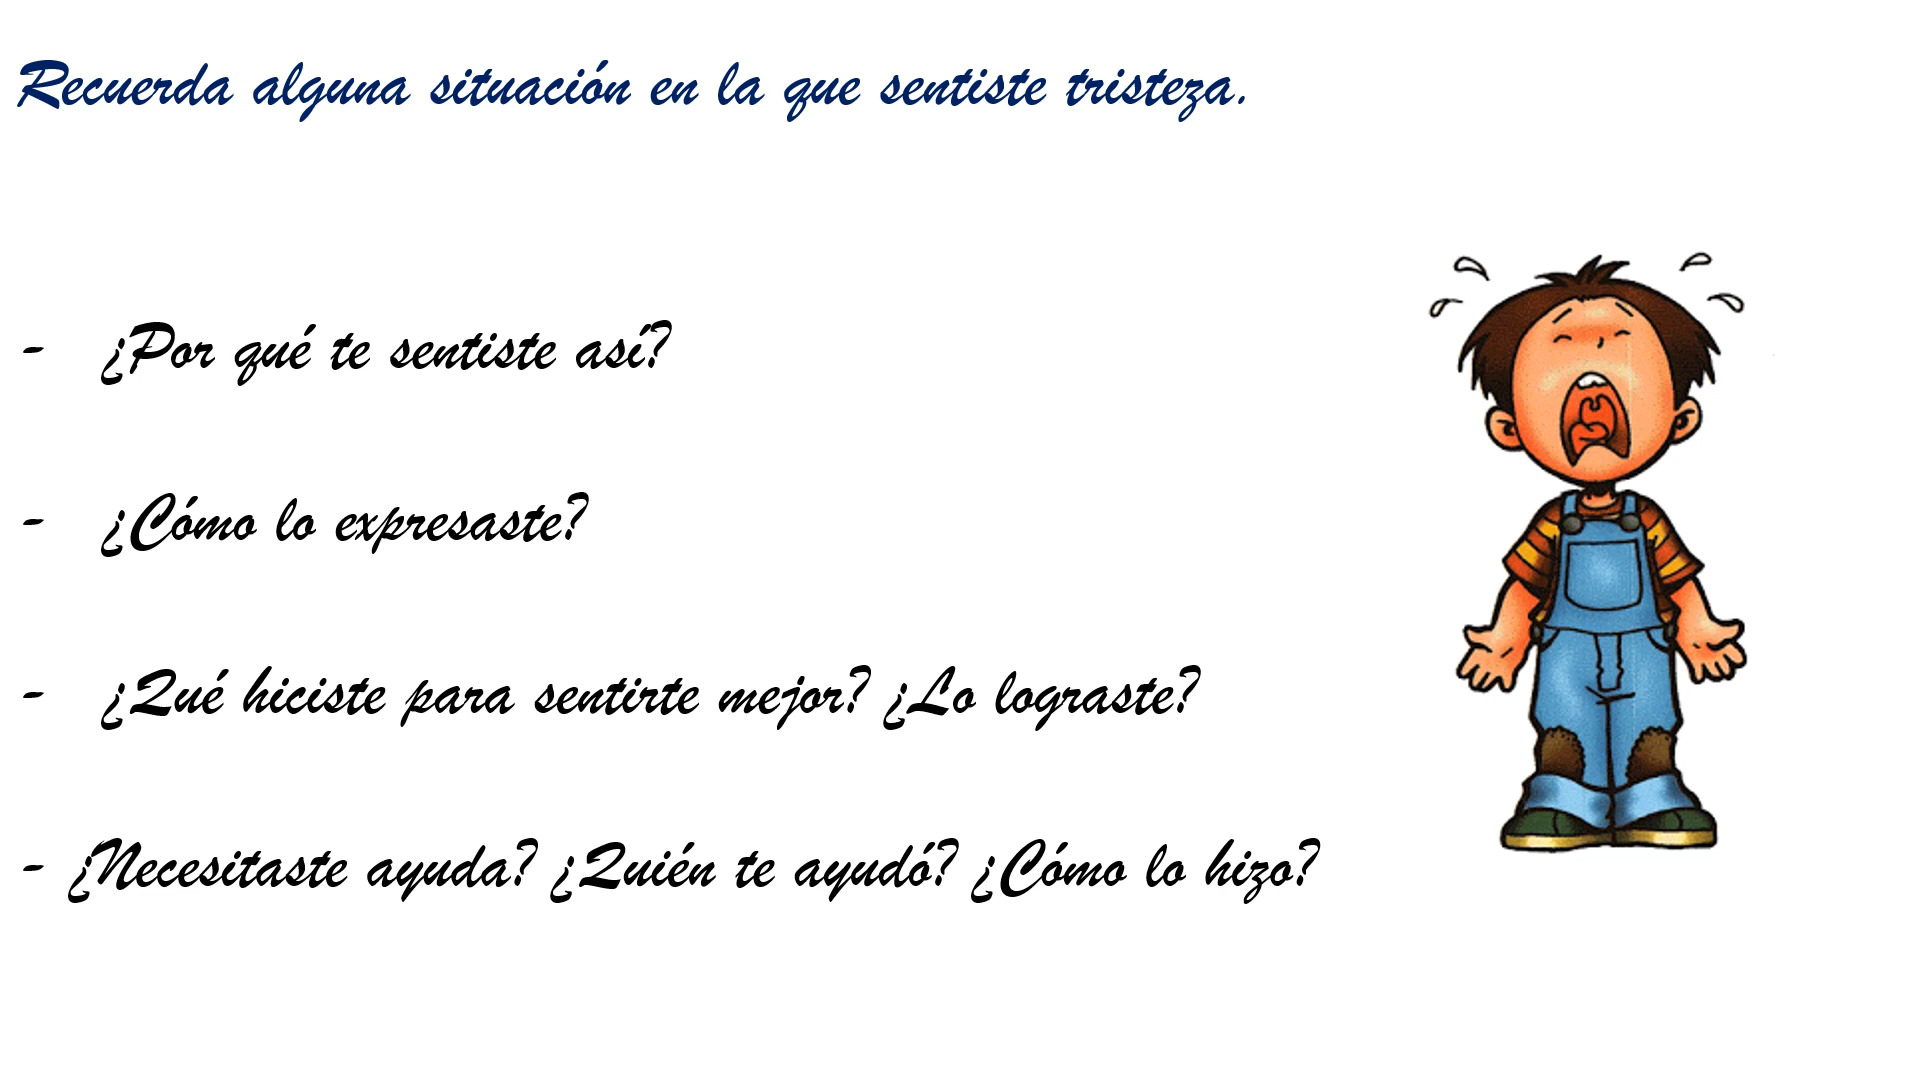 Recuerda alguna situación en la que sentiste tristeza.
- ¿Por qué te sentiste así?
- ¿Cómo lo expresaste?
- ¿Qué hiciste para sentirte mejor? ¿Lo lograste?
- ¿Necesitaste ayuda? ¿Quién te ayudó? ¿Cómo lo hizo?